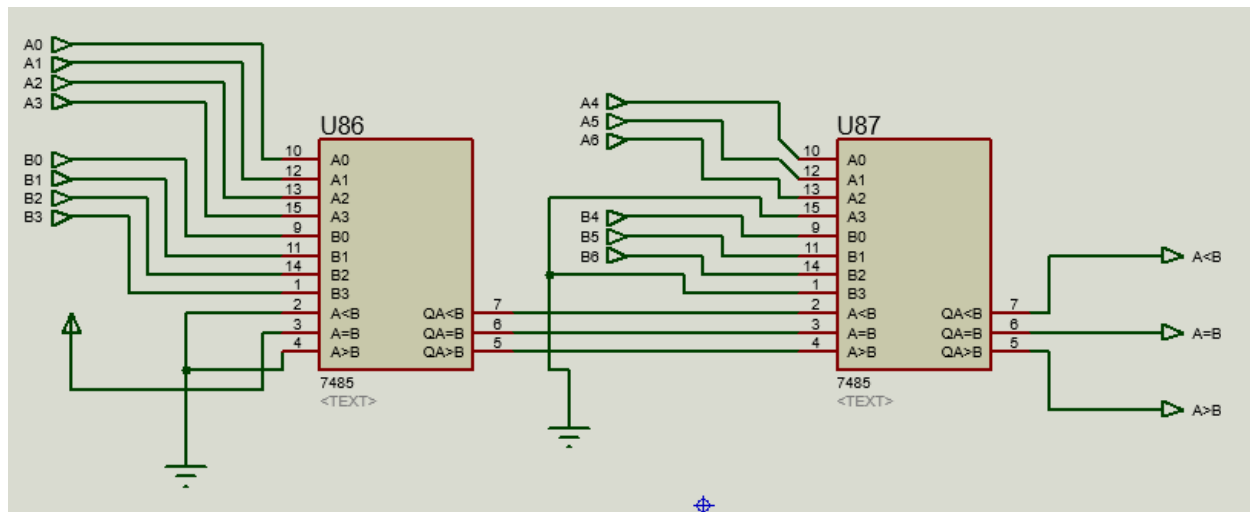 A0
A1
A2
A3
B0
B1
B2
B3
U86
10 A0
12 A1
13 A2
15 A3
9 B0
11 B1
14 B2
1 B3
2 A<B QA<B 7
3 A=B QA=B 6
4 A>B QA>B 5
7485
<TEXT>
A4
A5
A6
B4
B5
B6
U87
10 A0
12 A1
13 A2
15 A3
9 B0
11 B1
14 B2
1 B3
2 A<B QA<B 7
3 A=B QA=B 6
4 A>B QA>B 5
7485
<TEXT>
A<B
A=B
A>B